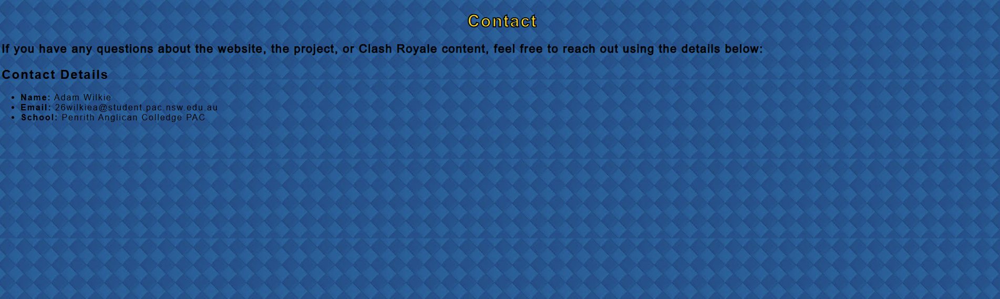 Contact
If you have any questions about the website, the project, or Clash Royale content, feel free to reach out using the details below:
Contact Details
• Name: Adam Wilkie
• Email: 26wilkiea@student.pac.nsw.edu.au
• School: Penrith Anglican Colledge PAC